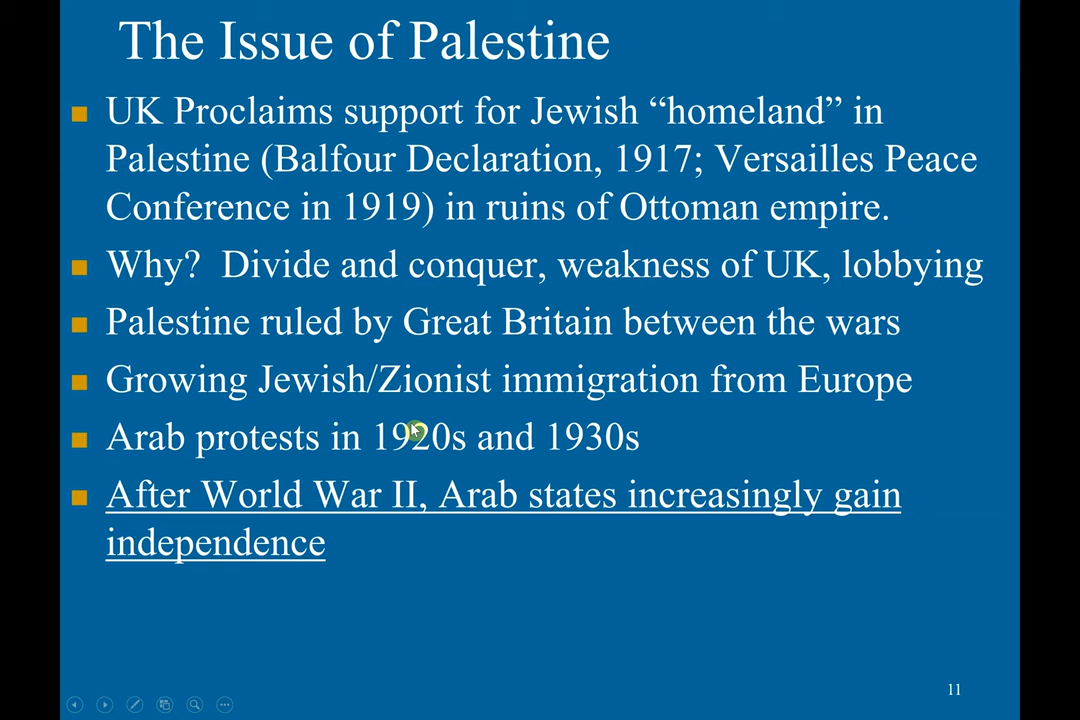 The Issue of Palestine
UK Proclaims support for Jewish “homeland” in
Palestine (Balfour Declaration, 1917; Versailles Peace
Conference in 1919) in ruins of Ottoman empire.
Why?  Divide and conquer, weakness of UK, lobbying
Palestine ruled by Great Britain between the wars
Growing Jewish/Zionist immigration from Europe
Arab protests in 1920s and 1930s
After World War II, Arab states increasingly gain
independence
11